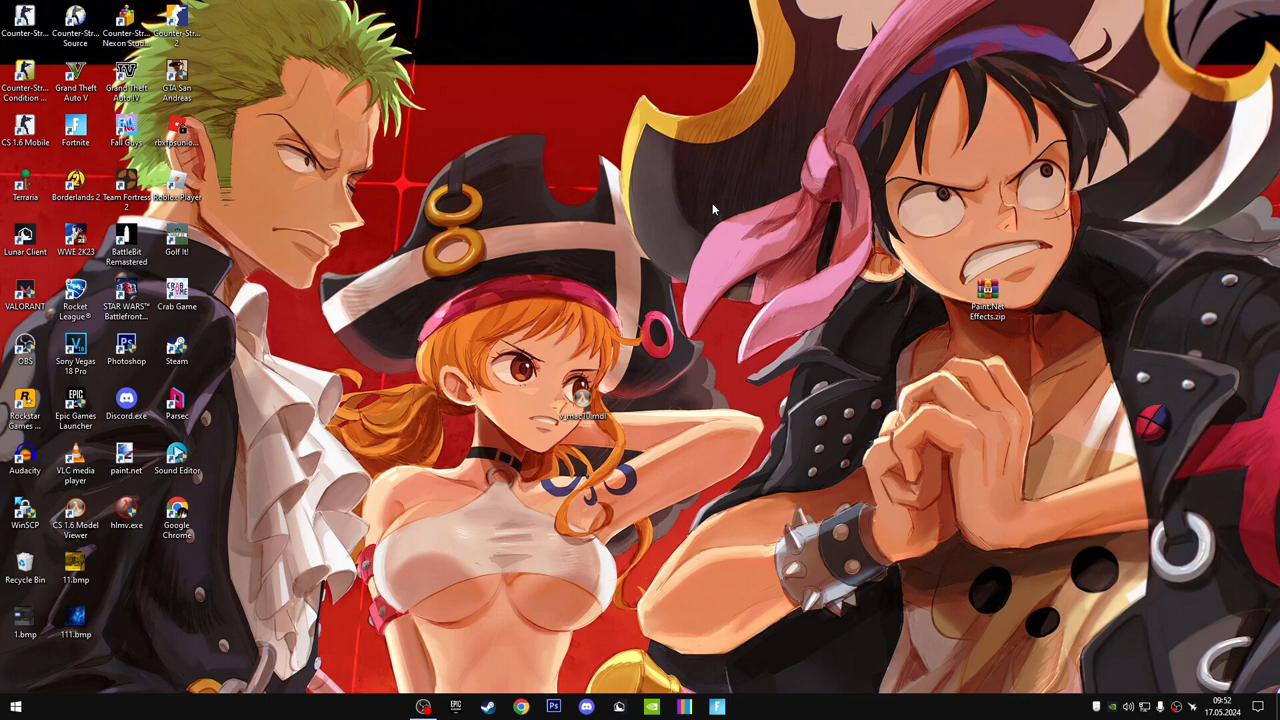 Counter-Str...
Counter-Str... Source
Counter-Str... Nexon Stud...
Counter-Str... 2
Counter-Str... Condition ...
Grand Theft Auto V
Grand Theft Auto IV
GTA San Andreas
CS 1.6 Mobile
Fortnite
Fall Guys
rbxfpsunlo...
Terraria
Borderlands 2
Team Fortress 2
Roblox Player
Lunar Client
WWE 2K23
BattleBit Remastered
Golf It!
VALORANT
Rocket League®
STAR WARS™ Battlefront...
Crab Game
OBS
Sony Vegas 18 Pro
Photoshop
Steam
Rockstar Games ...
Epic Games Launcher
Discord.exe
Parsec
Audacity
VLC media player
paint.net
Sound Editor
WinSCP
CS 1.6 Model Viewer
hlmv.exe
Google Chrome
Recycle Bin
11.bmp
1.bmp
111.bmp
Paint.Net Effects.zip
09:52
17.05.2024